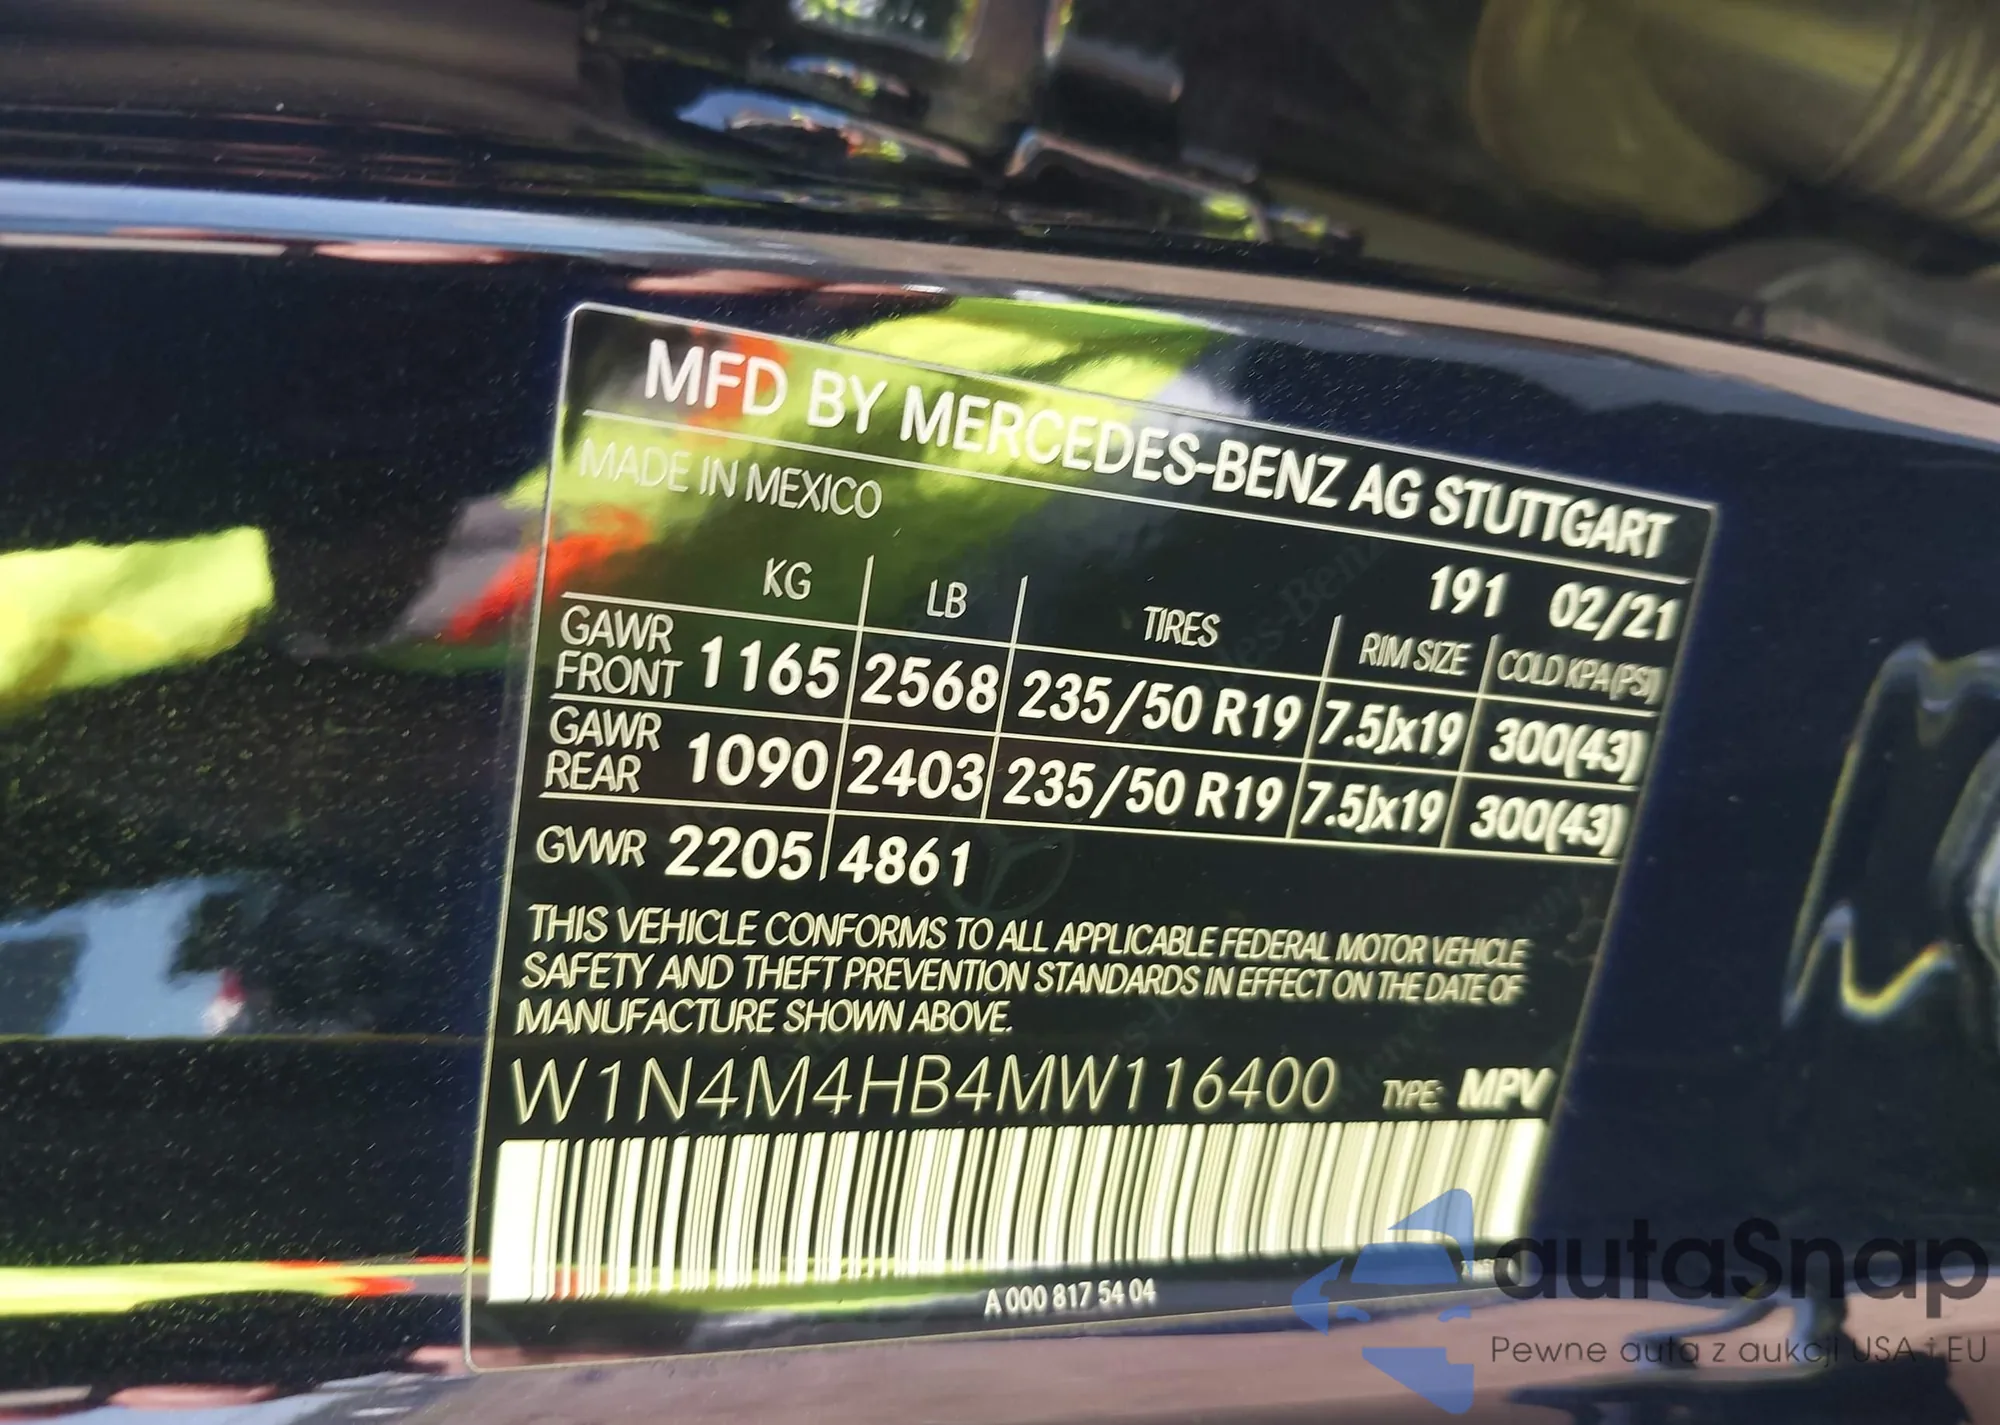 MFD BY MERCEDES-BENZ AG STUTTGART
MADE IN MEXICO
191 02/21
KG LB TIRES RIM SIZE COLD KPA(PSI)
GAWR FRONT 1165 2568 235/50 R19 7.5Jx19 300(43)
GAWR REAR 1090 2403 235/50 R19 7.5Jx19 300(43)
GVWR 2205 4861
THIS VEHICLE CONFORMS TO ALL APPLICABLE FEDERAL MOTOR VEHICLE
SAFETY AND THEFT PREVENTION STANDARDS IN EFFECT ON THE DATE OF
MANUFACTURE SHOWN ABOVE.
W1N4M4HB4MW116400 TYPE: MPV
A 000 817 54 04
autaSnap
Pewne auta z aukcji USA i EU